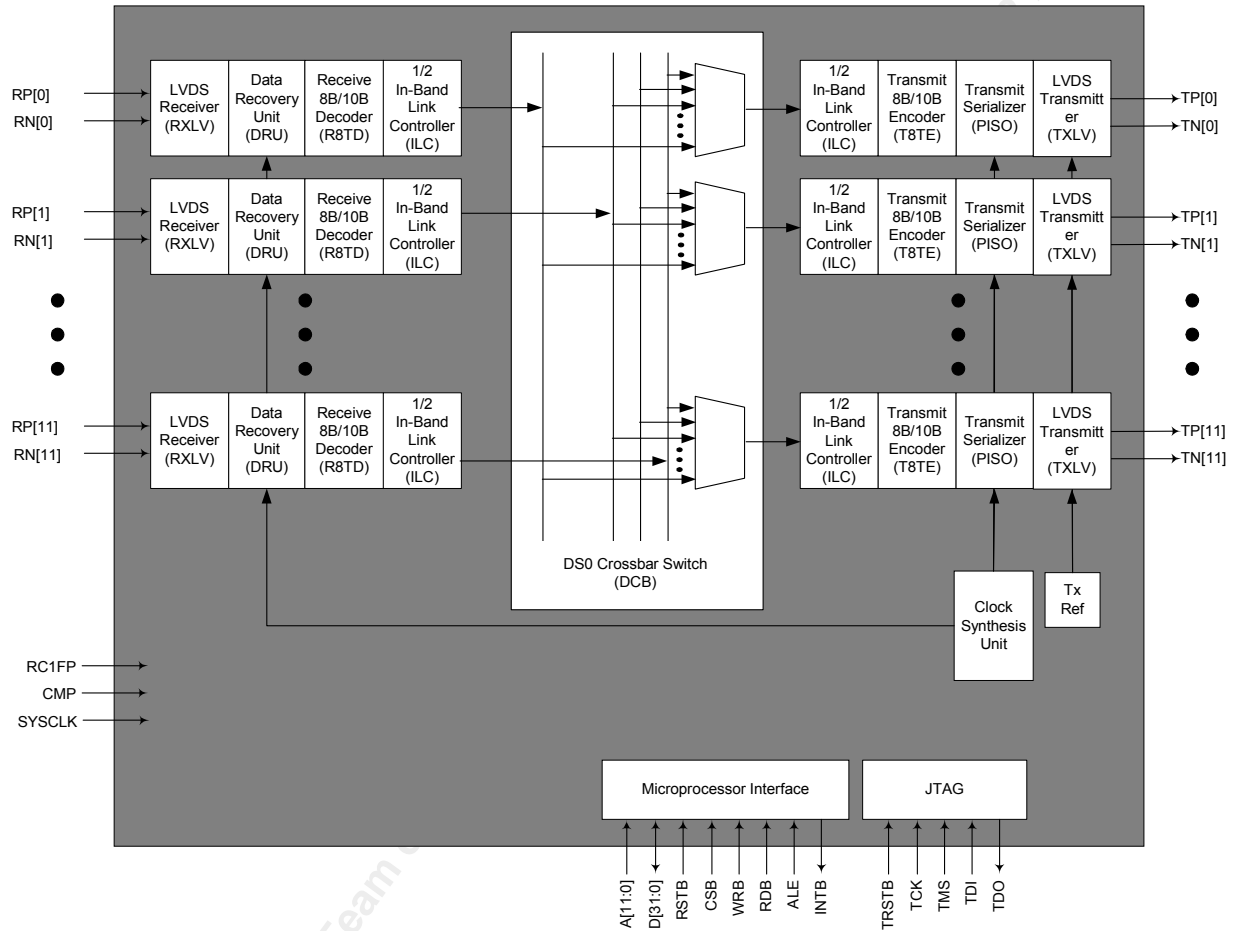 RP[0]
RN[0]
LVDS
Receiver
(RXLV)
Data
Recovery
Unit
(DRU)
Receive
8B/10B
Decoder
(R8TD)
1/2
In-Band
Link
Controller
(ILC)
1/2
In-Band
Link
Controller
(ILC)
Transmit
8B/10B
Encoder
(T8TE)
Transmit
Serializer
(PISO)
LVDS
Transmitt
er
(TXLV)
TP[0]
TN[0]
RP[1]
RN[1]
LVDS
Receiver
(RXLV)
Data
Recovery
Unit
(DRU)
Receive
8B/10B
Decoder
(R8TD)
1/2
In-Band
Link
Controller
(ILC)
1/2
In-Band
Link
Controller
(ILC)
Transmit
8B/10B
Encoder
(T8TE)
Transmit
Serializer
(PISO)
LVDS
Transmitt
er
(TXLV)
TP[1]
TN[1]
RP[11]
RN[11]
LVDS
Receiver
(RXLV)
Data
Recovery
Unit
(DRU)
Receive
8B/10B
Decoder
(R8TD)
1/2
In-Band
Link
Controller
(ILC)
1/2
In-Band
Link
Controller
(ILC)
Transmit
8B/10B
Encoder
(T8TE)
Transmit
Serializer
(PISO)
LVDS
Transmitt
er
(TXLV)
TP[11]
TN[11]
DS0 Crossbar Switch
(DCB)
Clock
Synthesis
Unit
Tx
Ref
RC1FP
CMP
SYSCLK
Microprocessor Interface
JTAG
A[11:0]
D[31:0]
RSTB
CSB
WRB
RDB
ALE
INTB
TRSTB
TCK
TMS
TDI
TDO
Team